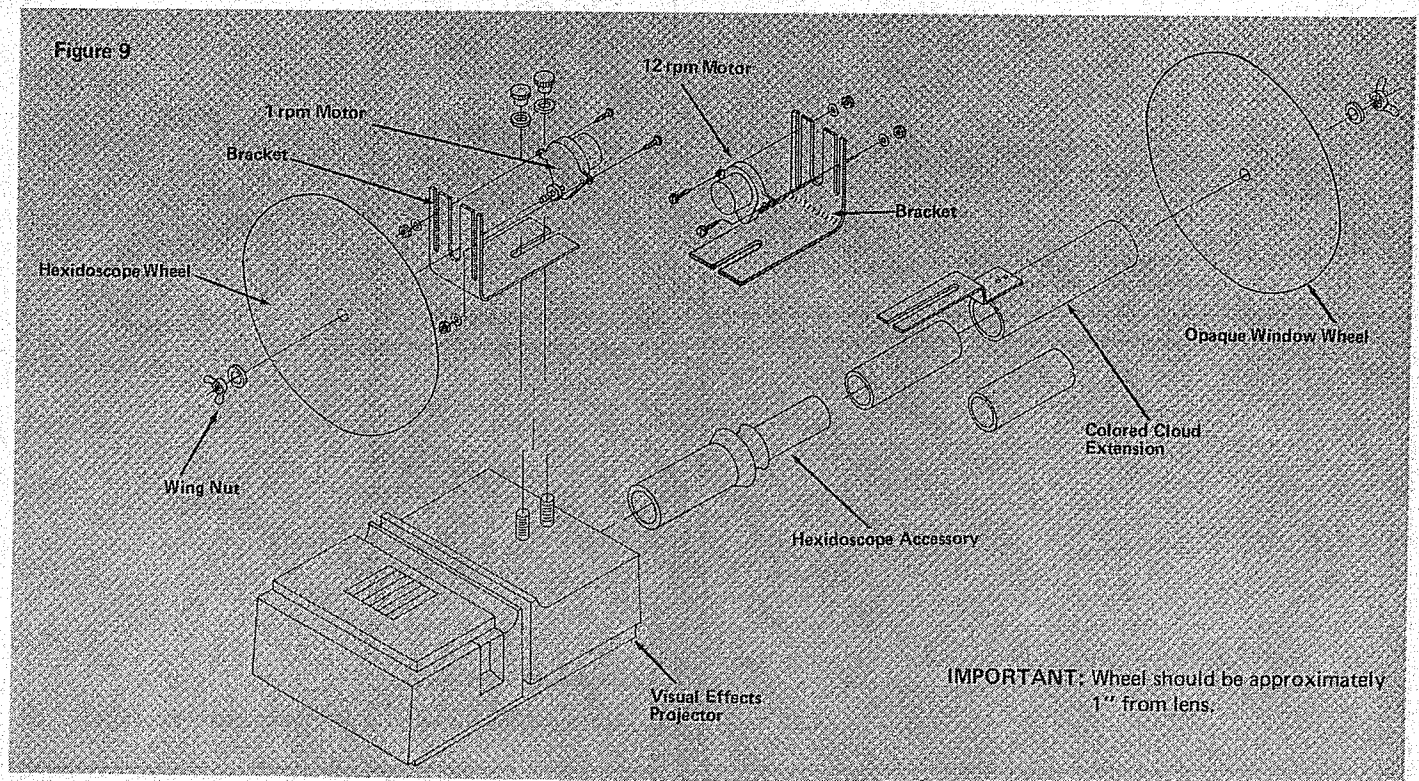 Figure 9
12 rpm Motor
1 rpm Motor
Bracket
Bracket
Hexidoscope Wheel
Opaque Window Wheel
Colored Cloud
Extension
Wing Nut
Hexidoscope Accessory
Visual Effects
Projector
IMPORTANT: Wheel should be approximately
1" from lens.